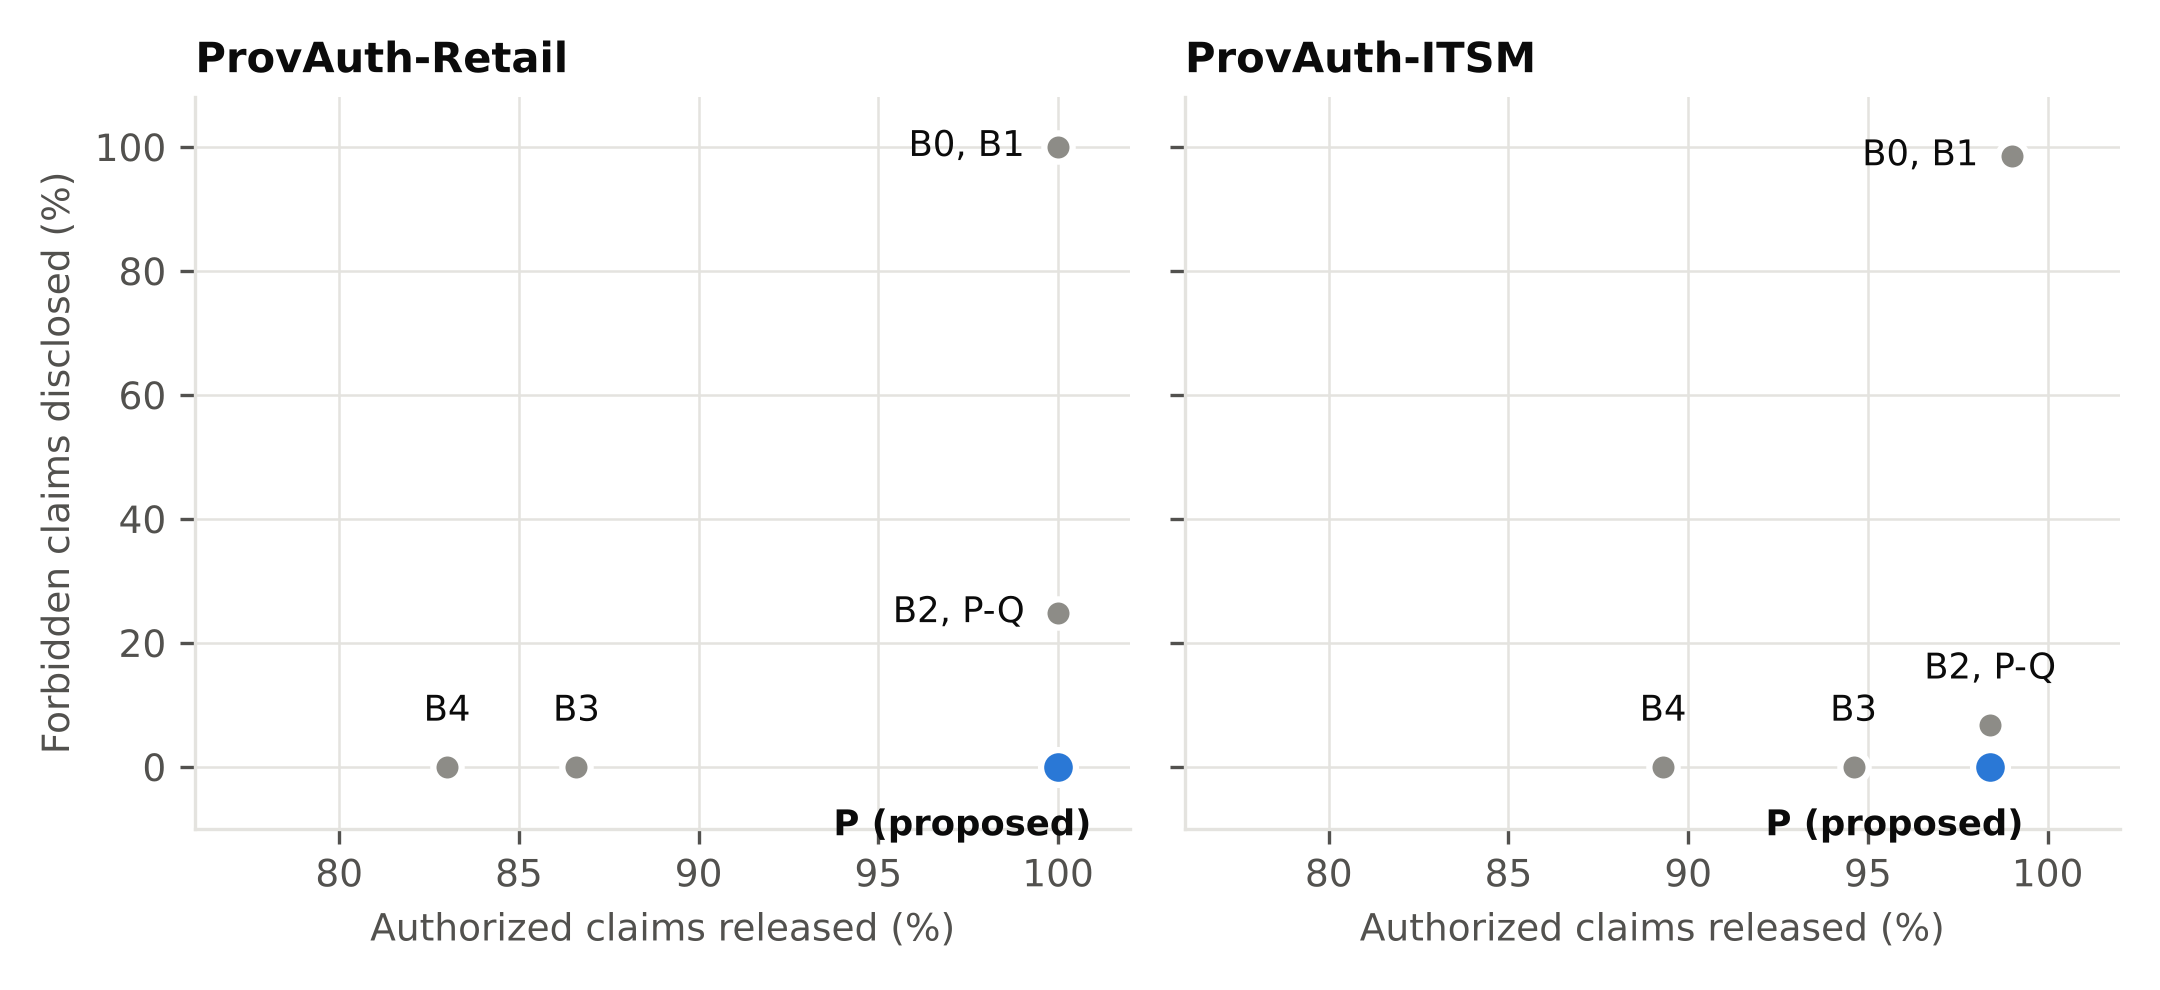 ProvAuth-Retail
Forbidden claims disclosed (%)
100
80
60
40
20
0
B0, B1
B2, P-Q
B4
B3
P (proposed)
80
85
90
95
100
Authorized claims released (%)
ProvAuth-ITSM
B0, B1
B2, P-Q
B4
B3
P (proposed)
80
85
90
95
100
Authorized claims released (%)